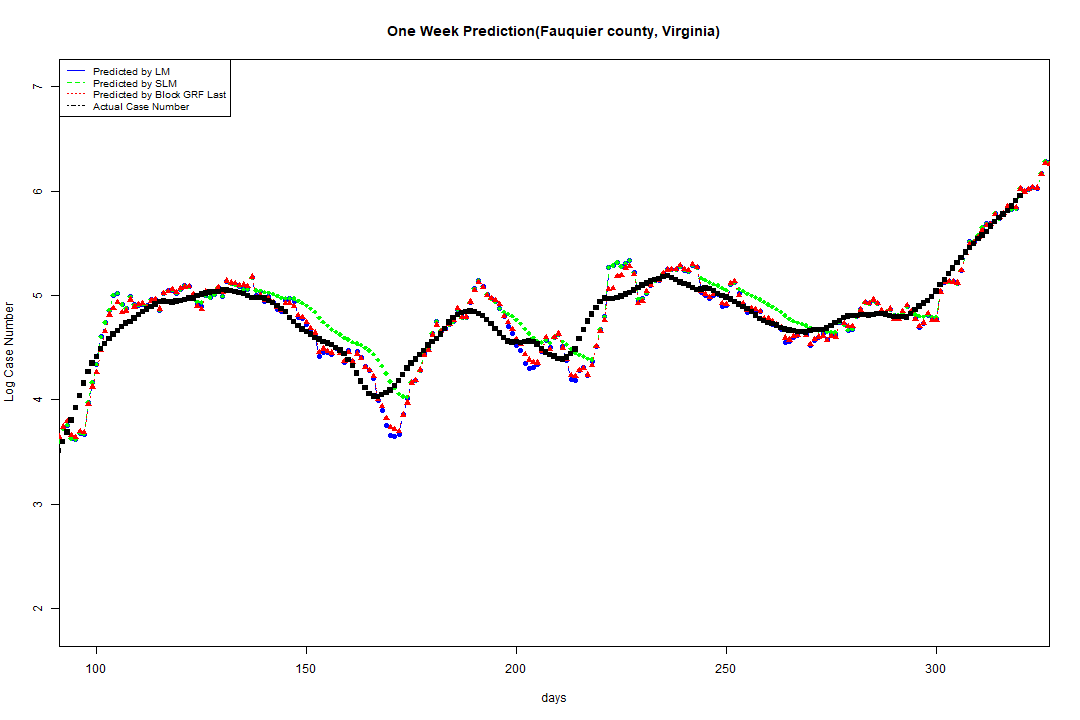 One Week Prediction(Fauquier county, Virginia)
Predicted by LM
Predicted by SLM
Predicted by Block GRF Last
Actual Case Number
7
6
5
4
3
2
Log Case Number
100 150 200 250 300
days